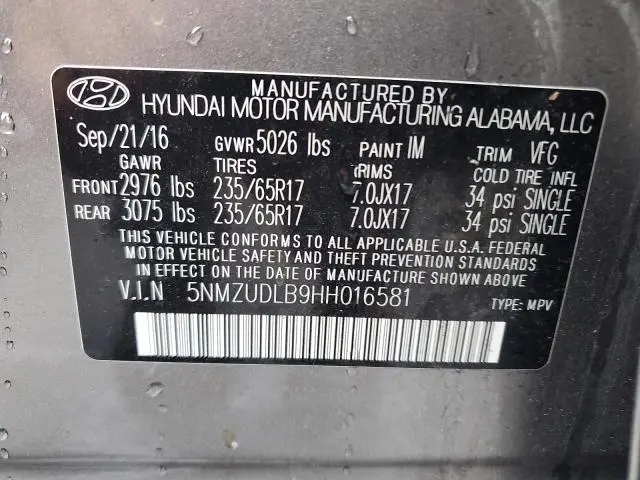 MANUFACTURED BY
HYUNDAI MOTOR MANUFACTURING ALABAMA, LLC
Sep/21/16 GVWR 5026 lbs PAINT IM TRIM VFG
GAWR TIRES RIMS COLD TIRE INFL
FRONT 2976 lbs 235/65R17 7.0JX17 34 psi SINGLE
REAR 3075 lbs 235/65R17 7.0JX17 34 psi SINGLE
THIS VEHICLE CONFORMS TO ALL APPLICABLE U.S.A. FEDERAL
MOTOR VEHICLE SAFETY AND THEFT PREVENTION STANDARDS
IN EFFECT ON THE DATE OF MANUFACTURE SHOWN ABOVE
V.I.N 5NMZUDLB9HH016581 TYPE: MPV